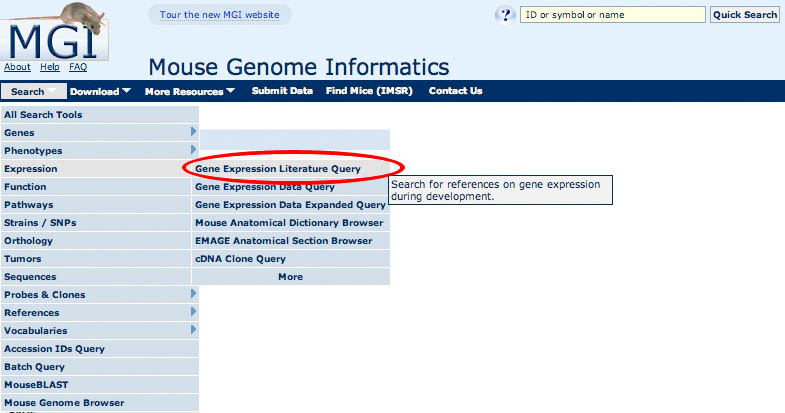 Tour the new MGI website
ID or symbol or name
Quick Search
?
MGI
About Help FAQ
Mouse Genome Informatics
Search Download More Resources Submit Data Find Mice (IMSR) Contact Us
All Search Tools
Genes
Phenotypes
Expression
Function
Pathways
Strains / SNPs
Orthology
Tumors
Sequences
Probes & Clones
References
Vocabularies
Accession IDs Query
Batch Query
MouseBLAST
Mouse Genome Browser
Gene Expression Literature Query
Gene Expression Data Query
Gene Expression Data Expanded Query
Mouse Anatomical Dictionary Browser
EMAGE Anatomical Section Browser
cDNA Clone Query
More
Search for references on gene expression
during development.